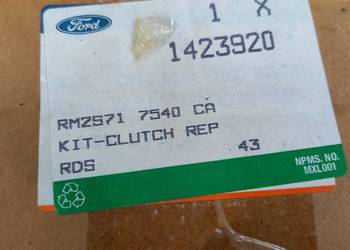 1 X
Ford
1423920
RM2S71 7540 CA
KIT-CLUTCH REP
RDS 43
NPMS. NO.
MXL001